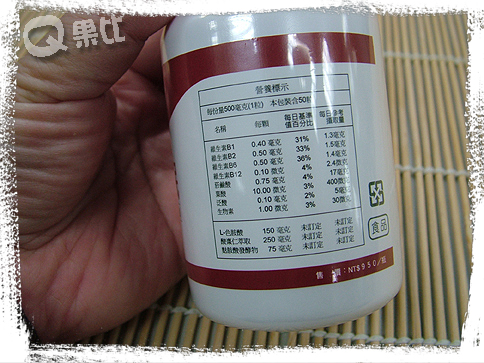 Q果比
營養標示
每份量500毫克(1粒) 本包裝含50粒
名稱 每顆 每日基準值百分比 每日參考攝取量
維生素B1 0.40 毫克 31% 1.3毫克
維生素B2 0.50 毫克 33% 1.5毫克
維生素B6 0.50 毫克 36% 1.4毫克
維生素B12 0.10 微克 4% 2.4微克
菸鹼酸 0.75 毫克 4% 17毫克
葉酸 10.00 微克 3% 400微克
泛酸 0.10 毫克 2% 5毫克
生物素 1.00 微克 3% 30微克
L-色胺酸 150 毫克 未訂定 未訂定
酸棗仁萃取 250 毫克 未訂定 未訂定
麩胺酸發酵物 75 毫克 未訂定 未訂定
食品
售 價:NT$950/瓶